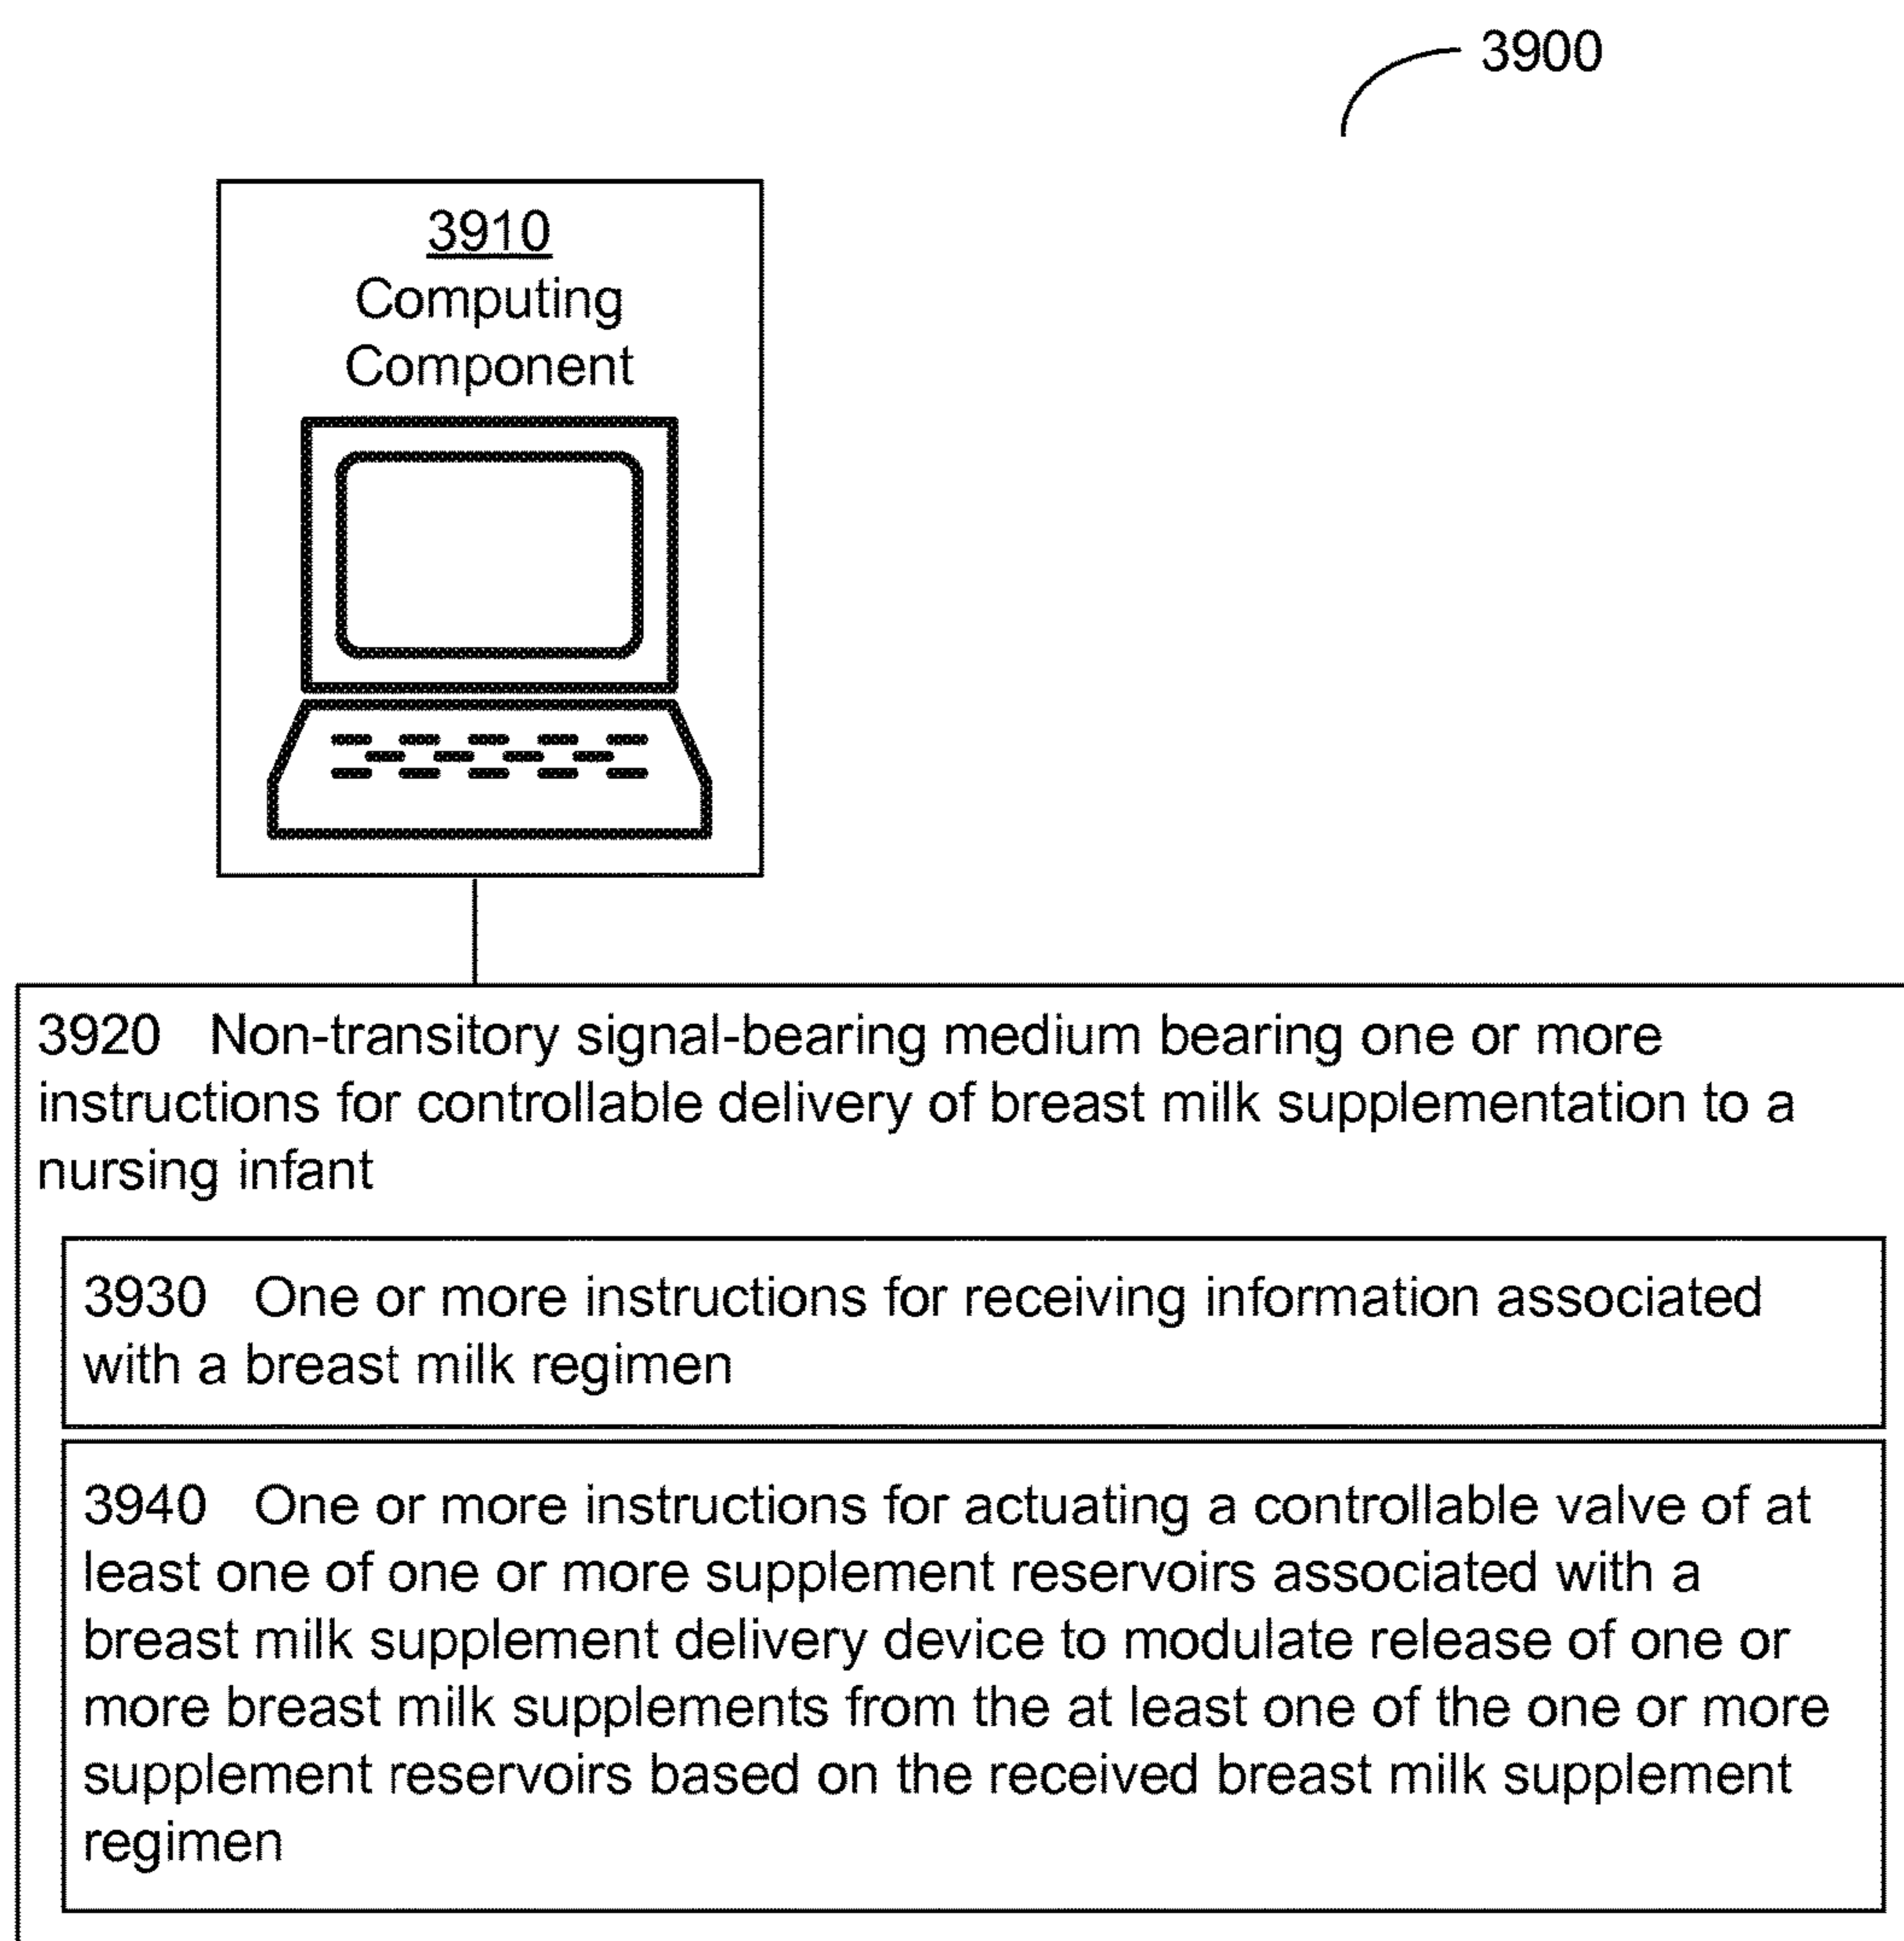 3900
3910
Computing
Component
3920 Non-transitory signal-bearing medium bearing one or more
instructions for controllable delivery of breast milk supplementation to a
nursing infant
3930 One or more instructions for receiving information associated
with a breast milk regimen
3940 One or more instructions for actuating a controllable valve of at
least one of one or more supplement reservoirs associated with a
breast milk supplement delivery device to modulate release of one or
more breast milk supplements from the at least one of the one or more
supplement reservoirs based on the received breast milk supplement
regimen